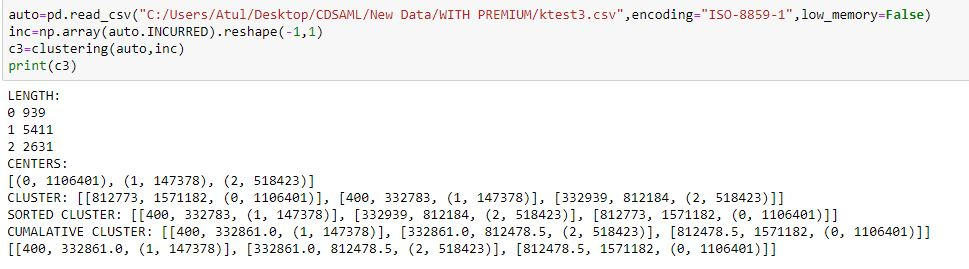 auto=pd.read_csv("C:/Users/Atul/Desktop/CDSAML/New Data/WITH PREMIUM/ktest3.csv",encoding="ISO-8859-1",low_memory=False)
inc=np.array(auto.INCURRED).reshape(-1,1)
c3=clustering(auto,inc)
print(c3)
LENGTH:
0 939
1 5411
2 2631
CENTERS:
[(0, 1106401), (1, 147378), (2, 518423)]
CLUSTER: [[812773, 1571182, (0, 1106401)], [400, 332783, (1, 147378)], [332939, 812184, (2, 518423)]]
SORTED CLUSTER: [[400, 332783, (1, 147378)], [332939, 812184, (2, 518423)], [812773, 1571182, (0, 1106401)]]
CUMALATIVE CLUSTER: [[400, 332861.0, (1, 147378)], [332861.0, 812478.5, (2, 518423)], [812478.5, 1571182, (0, 1106401)]]
[[400, 332861.0, (1, 147378)], [332861.0, 812478.5, (2, 518423)], [812478.5, 1571182, (0, 1106401)]]